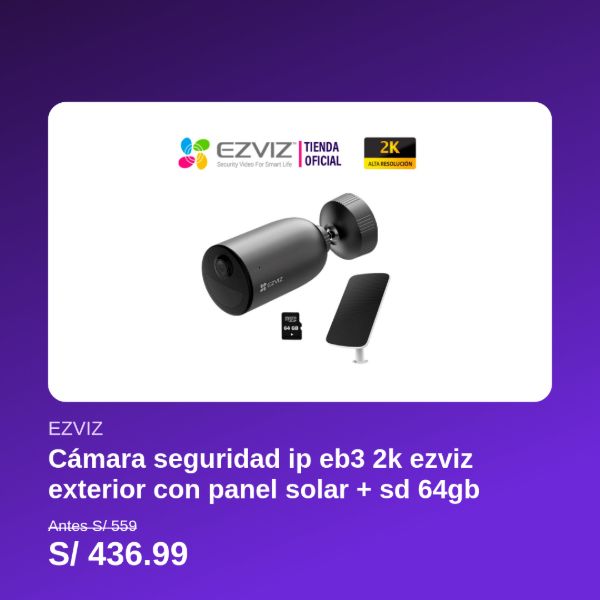 EZVIZ TIENDA
Security Video For Smart Life OFICIAL
2K
ALTA RESOLUCIÓN
EZVIZ
64 GB
EZVIZ
Cámara seguridad ip eb3 2k ezviz
exterior con panel solar + sd 64gb
Antes S/ 559
S/ 436.99